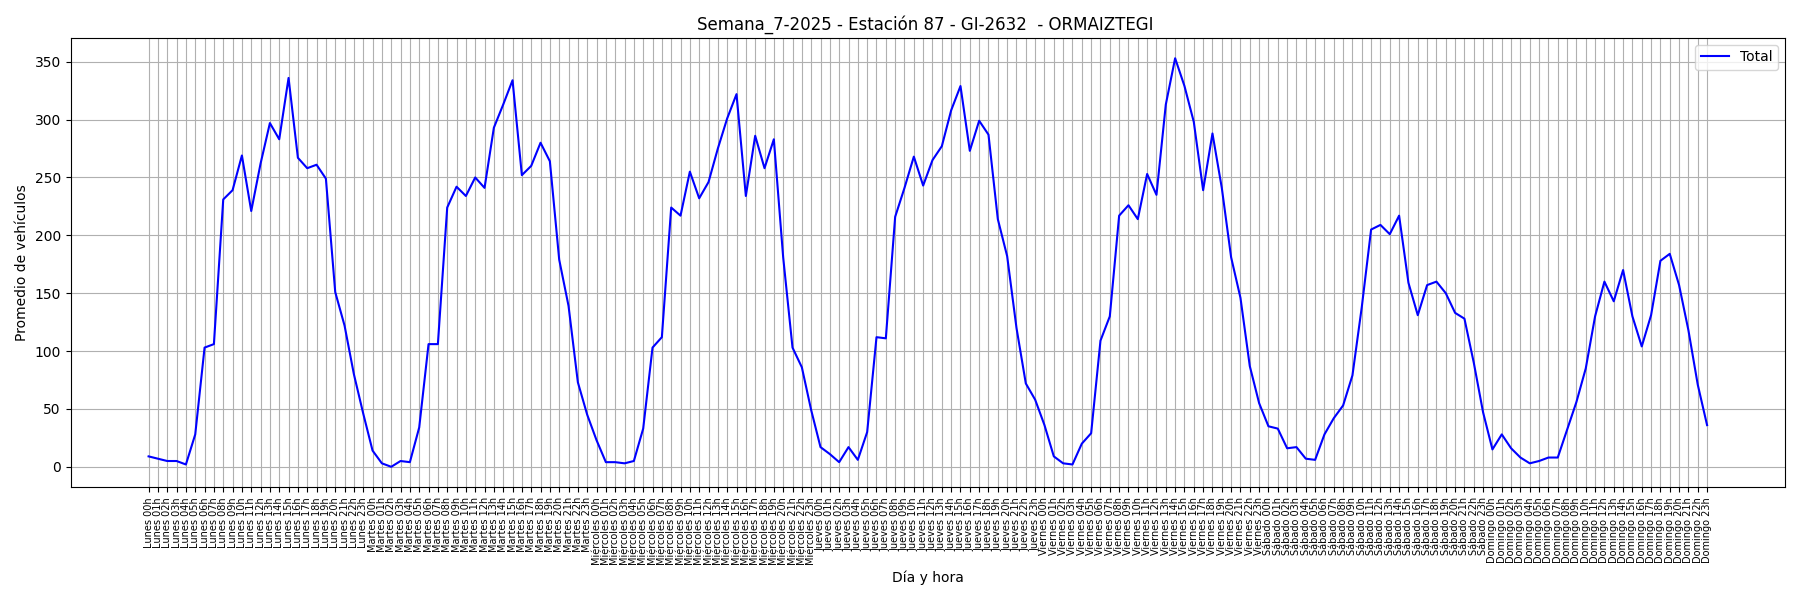 Semana_7-2025 - Estación 87 - GI-2632  - ORMAIZTEGI
Total
Promedio de vehículos
350
300
250
200
150
100
50
0
Lunes 00h
Lunes 01h
Lunes 02h
Lunes 03h
Lunes 04h
Lunes 05h
Lunes 06h
Lunes 07h
Lunes 08h
Lunes 09h
Lunes 10h
Lunes 11h
Lunes 12h
Lunes 13h
Lunes 14h
Lunes 15h
Lunes 16h
Lunes 17h
Lunes 18h
Lunes 19h
Lunes 20h
Lunes 21h
Lunes 22h
Lunes 23h
Martes 00h
Martes 01h
Martes 02h
Martes 03h
Martes 04h
Martes 05h
Martes 06h
Martes 07h
Martes 08h
Martes 09h
Martes 10h
Martes 11h
Martes 12h
Martes 13h
Martes 14h
Martes 15h
Martes 16h
Martes 17h
Martes 18h
Martes 19h
Martes 20h
Martes 21h
Martes 22h
Martes 23h
Miércoles 00h
Miércoles 01h
Miércoles 02h
Miércoles 03h
Miércoles 04h
Miércoles 05h
Miércoles 06h
Miércoles 07h
Miércoles 08h
Miércoles 09h
Miércoles 10h
Miércoles 11h
Miércoles 12h
Miércoles 13h
Miércoles 14h
Miércoles 15h
Miércoles 16h
Miércoles 17h
Miércoles 18h
Miércoles 19h
Miércoles 20h
Miércoles 21h
Miércoles 22h
Miércoles 23h
Jueves 00h
Jueves 01h
Jueves 02h
Jueves 03h
Jueves 04h
Jueves 05h
Jueves 06h
Jueves 07h
Jueves 08h
Jueves 09h
Jueves 10h
Jueves 11h
Jueves 12h
Jueves 13h
Jueves 14h
Jueves 15h
Jueves 16h
Jueves 17h
Jueves 18h
Jueves 19h
Jueves 20h
Jueves 21h
Jueves 22h
Jueves 23h
Viernes 00h
Viernes 01h
Viernes 02h
Viernes 03h
Viernes 04h
Viernes 05h
Viernes 06h
Viernes 07h
Viernes 08h
Viernes 09h
Viernes 10h
Viernes 11h
Viernes 12h
Viernes 13h
Viernes 14h
Viernes 15h
Viernes 16h
Viernes 17h
Viernes 18h
Viernes 19h
Viernes 20h
Viernes 21h
Viernes 22h
Viernes 23h
Sábado 00h
Sábado 01h
Sábado 02h
Sábado 03h
Sábado 04h
Sábado 05h
Sábado 06h
Sábado 07h
Sábado 08h
Sábado 09h
Sábado 10h
Sábado 11h
Sábado 12h
Sábado 13h
Sábado 14h
Sábado 15h
Sábado 16h
Sábado 17h
Sábado 18h
Sábado 19h
Sábado 20h
Sábado 21h
Sábado 22h
Sábado 23h
Domingo 00h
Domingo 01h
Domingo 02h
Domingo 03h
Domingo 04h
Domingo 05h
Domingo 06h
Domingo 07h
Domingo 08h
Domingo 09h
Domingo 10h
Domingo 11h
Domingo 12h
Domingo 13h
Domingo 14h
Domingo 15h
Domingo 16h
Domingo 17h
Domingo 18h
Domingo 19h
Domingo 20h
Domingo 21h
Domingo 22h
Domingo 23h
Día y hora